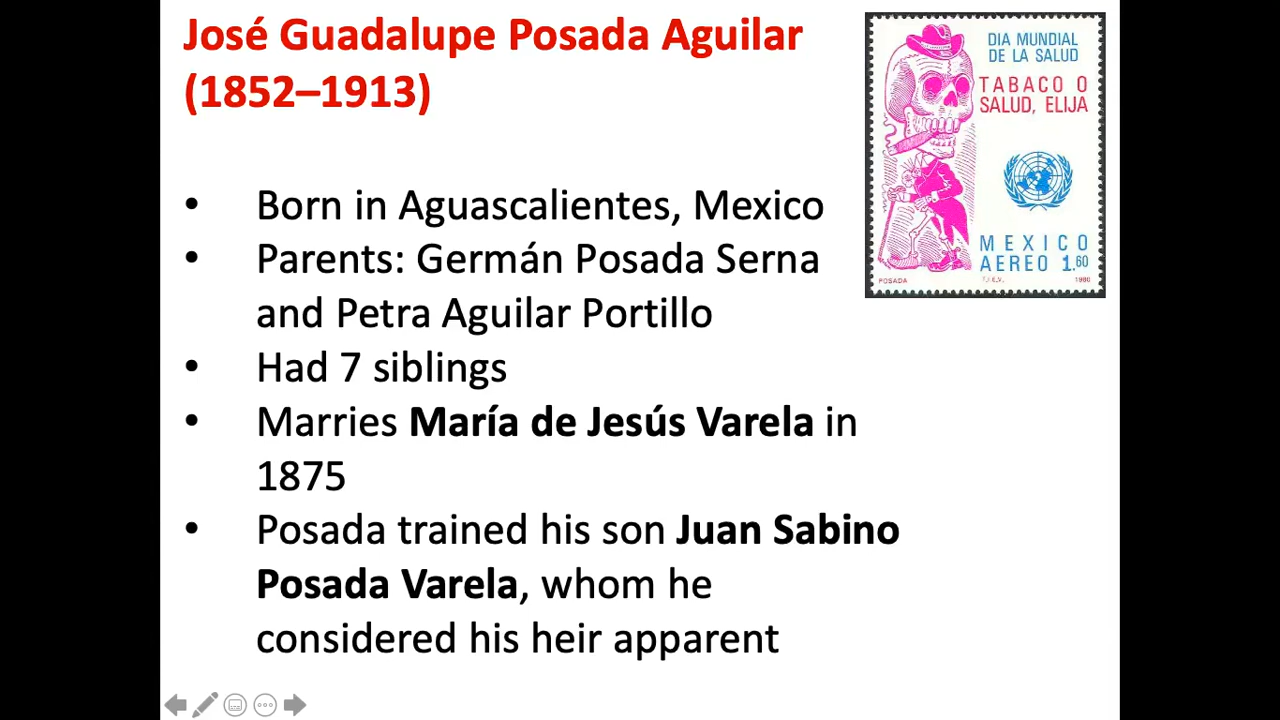 José Guadalupe Posada Aguilar
(1852–1913)
• Born in Aguascalientes, Mexico
• Parents: Germán Posada Serna
and Petra Aguilar Portillo
• Had 7 siblings
• Marries María de Jesús Varela in
1875
• Posada trained his son Juan Sabino
Posada Varela, whom he
considered his heir apparent
DIA MUNDIAL
DE LA SALUD
TABACO O
SALUD, ELIJA
MEXICO
AEREO 1.60
POSADA
T.I.E.V.
1980